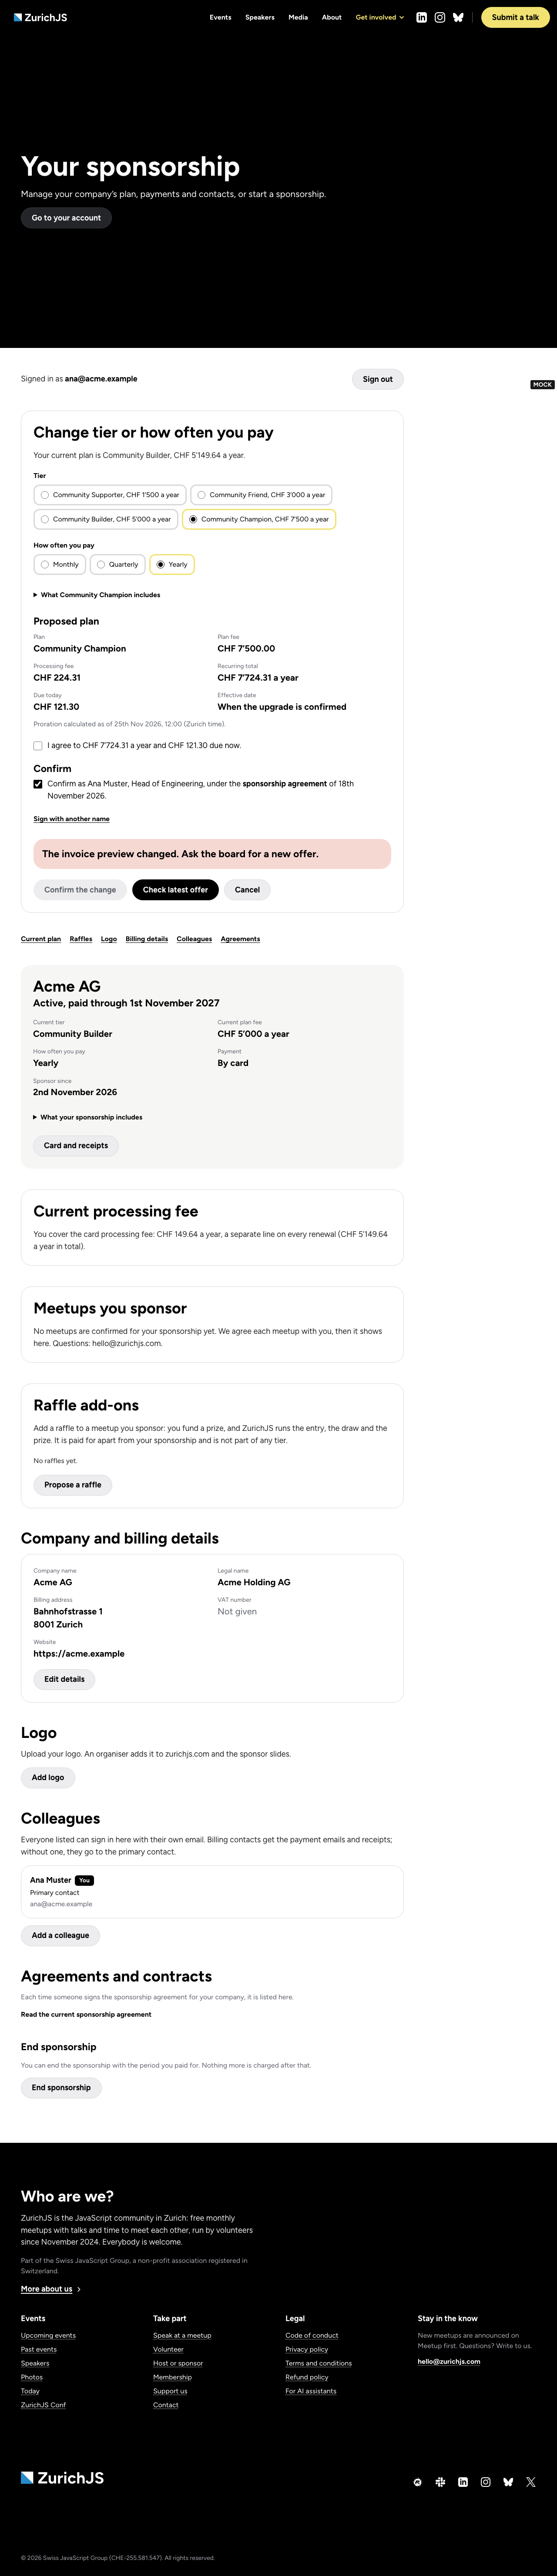 ZurichJS
Events
Speakers
Media
About
Get involved
Submit a talk
Your sponsorship
Manage your company's plan, payments and contacts, or start a sponsorship.
Go to your account
Signed in as ana@acme.example
Sign out
MOCK
Change tier or how often you pay
Your current plan is Community Builder, CHF 5'149.64 a year.
Tier
Community Supporter, CHF 1'500 a year
Community Friend, CHF 3'000 a year
Community Builder, CHF 5'000 a year
Community Champion, CHF 7'500 a year
How often you pay
Monthly
Quarterly
Yearly
What Community Champion includes
Proposed plan
Plan
Community Champion
Plan fee
CHF 7'500.00
Processing fee
CHF 224.31
Recurring total
CHF 7'724.31 a year
Due today
CHF 121.30
Effective date
When the upgrade is confirmed
Proration calculated as of 25th Nov 2026, 12:00 (Zurich time).
I agree to CHF 7'724.31 a year and CHF 121.30 due now.
Confirm
Confirm as Ana Muster, Head of Engineering, under the sponsorship agreement of 18th
November 2026.
Sign with another name
The invoice preview changed. Ask the board for a new offer.
Confirm the change
Check latest offer
Cancel
Current plan
Raffles
Logo
Billing details
Colleagues
Agreements
Acme AG
Active, paid through 1st November 2027
Current tier
Community Builder
Current plan fee
CHF 5'000 a year
How often you pay
Yearly
Payment
By card
Sponsor since
2nd November 2026
What your sponsorship includes
Card and receipts
Current processing fee
You cover the card processing fee: CHF 149.64 a year, a separate line on every renewal (CHF 5'149.64
a year in total).
Meetups you sponsor
No meetups are confirmed for your sponsorship yet. We agree each meetup with you, then it shows
here. Questions: hello@zurichjs.com.
Raffle add-ons
Add a raffle to a meetup you sponsor: you fund a prize, and ZurichJS runs the entry, the draw and the
prize. It is paid for apart from your sponsorship and is not part of any tier.
No raffles yet.
Propose a raffle
Company and billing details
Company name
Acme AG
Legal name
Acme Holding AG
Billing address
Bahnhofstrasse 1
8001 Zurich
VAT number
Not given
Website
https://acme.example
Edit details
Logo
Upload your logo. An organiser adds it to zurichjs.com and the sponsor slides.
Add logo
Colleagues
Everyone listed can sign in here with their own email. Billing contacts get the payment emails and receipts;
without one, they go to the primary contact.
Ana Muster
You
Primary contact
ana@acme.example
Add a colleague
Agreements and contracts
Each time someone signs the sponsorship agreement for your company, it is listed here.
Read the current sponsorship agreement
End sponsorship
You can end the sponsorship with the period you paid for. Nothing more is charged after that.
End sponsorship
Who are we?
ZurichJS is the JavaScript community in Zurich: free monthly
meetups with talks and time to meet each other, run by volunteers
since November 2024. Everybody is welcome.
Part of the Swiss JavaScript Group, a non-profit association registered in
Switzerland.
More about us
Events
Upcoming events
Past events
Speakers
Photos
Today
ZurichJS Conf
Take part
Speak at a meetup
Volunteer
Host or sponsor
Membership
Support us
Contact
Legal
Code of conduct
Privacy policy
Terms and conditions
Refund policy
For AI assistants
Stay in the know
New meetups are announced on
Meetup first. Questions? Write to us.
hello@zurichjs.com
ZurichJS
© 2026 Swiss JavaScript Group (CHE-255.581.547). All rights reserved.